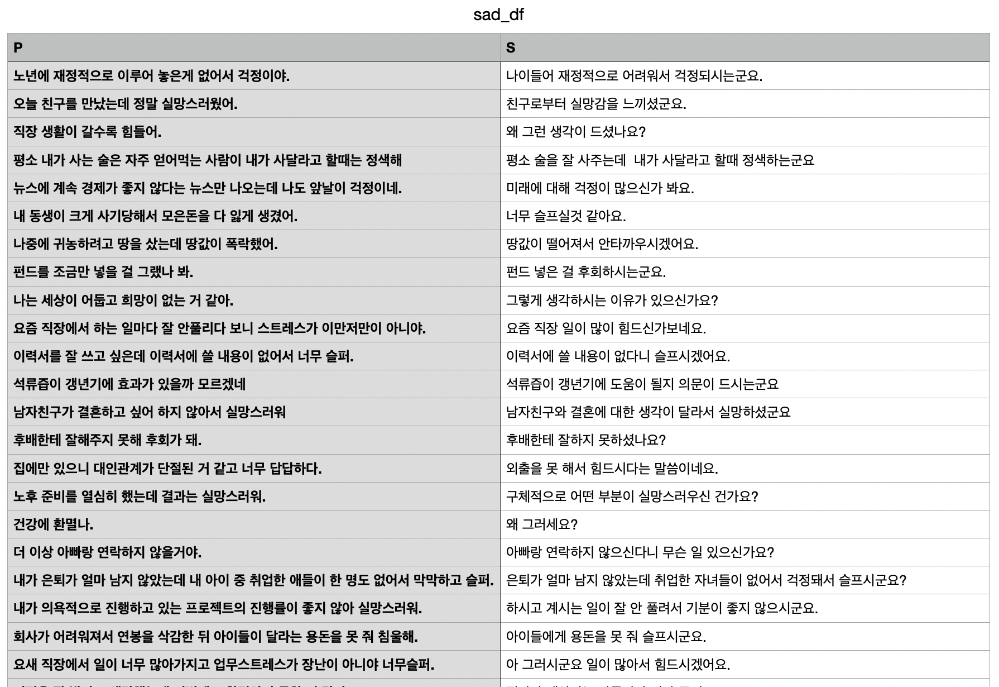 sad_df
P S
노년에 재정적으로 이루어 놓은게 없어서 걱정이야. 나이들어 재정적으로 어려워서 걱정되시는군요.
오늘 친구를 만났는데 정말 실망스러웠어. 친구로부터 실망감을 느끼셨군요.
직장 생활이 갈수록 힘들어. 왜 그런 생각이 드셨나요?
평소 내가 사는 술은 자주 얻어먹는 사람이 내가 사달라고 할때는 정색해 평소 술을 잘 사주는데  내가 사달라고 할때 정색하는군요
뉴스에 계속 경제가 좋지 않다는 뉴스만 나오는데 나도 앞날이 걱정이네. 미래에 대해 걱정이 많으신가 봐요.
내 동생이 크게 사기당해서 모은돈을 다 잃게 생겼어. 너무 슬프실것 같아요.
나중에 귀농하려고 땅을 샀는데 땅값이 폭락했어. 땅값이 떨어져서 안타까우시겠어요.
펀드를 조금만 넣을 걸 그랬나 봐. 펀드 넣은 걸 후회하시는군요.
나는 세상이 어둡고 희망이 없는 거 같아. 그렇게 생각하시는 이유가 있으신가요?
요즘 직장에서 하는 일마다 잘 안풀리다 보니 스트레스가 이만저만이 아니야. 요즘 직장 일이 많이 힘드신가보네요.
이력서를 잘 쓰고 싶은데 이력서에 쓸 내용이 없어서 너무 슬퍼. 이력서에 쓸 내용이 없다니 슬프시겠어요.
석류즙이 갱년기에 효과가 있을까 모르겠네 석류즙이 갱년기에 도움이 될지 의문이 드시는군요
남자친구가 결혼하고 싶어 하지 않아서 실망스러워 남자친구와 결혼에 대한 생각이 달라서 실망하셨군요
후배한테 잘해주지 못해 후회가 돼. 후배한테 잘하지 못하셨나요?
집에만 있으니 대인관계가 단절된 거 같고 너무 답답하다. 외출을 못 해서 힘드시다는 말씀이네요.
노후 준비를 열심히 했는데 결과는 실망스러워. 구체적으로 어떤 부분이 실망스러우신 건가요?
건강에 환멸나. 왜 그러세요?
더 이상 아빠랑 연락하지 않을거야. 아빠랑 연락하지 않으신다니 무슨 일 있으신가요?
내가 은퇴가 얼마 남지 않았는데 내 아이 중 취업한 애들이 한 명도 없어서 막막하고 슬퍼. 은퇴가 얼마 남지 않았는데 취업한 자녀들이 없어서 걱정돼서 슬프시군요?
내가 의욕적으로 진행하고 있는 프로젝트의 진행률이 좋지 않아 실망스러워. 하시고 계시는 일이 잘 안 풀려서 기분이 좋지 않으시군요.
회사가 어려워져서 연봉을 삭감한 뒤 아이들이 달라는 용돈을 못 줘 침울해. 아이들에게 용돈을 못 줘 슬프시군요.
요새 직장에서 일이 너무 많아가지고 업무스트레스가 장난이 아니야 너무슬퍼. 아 그러시군요 일이 많아서 힘드시겠어요.